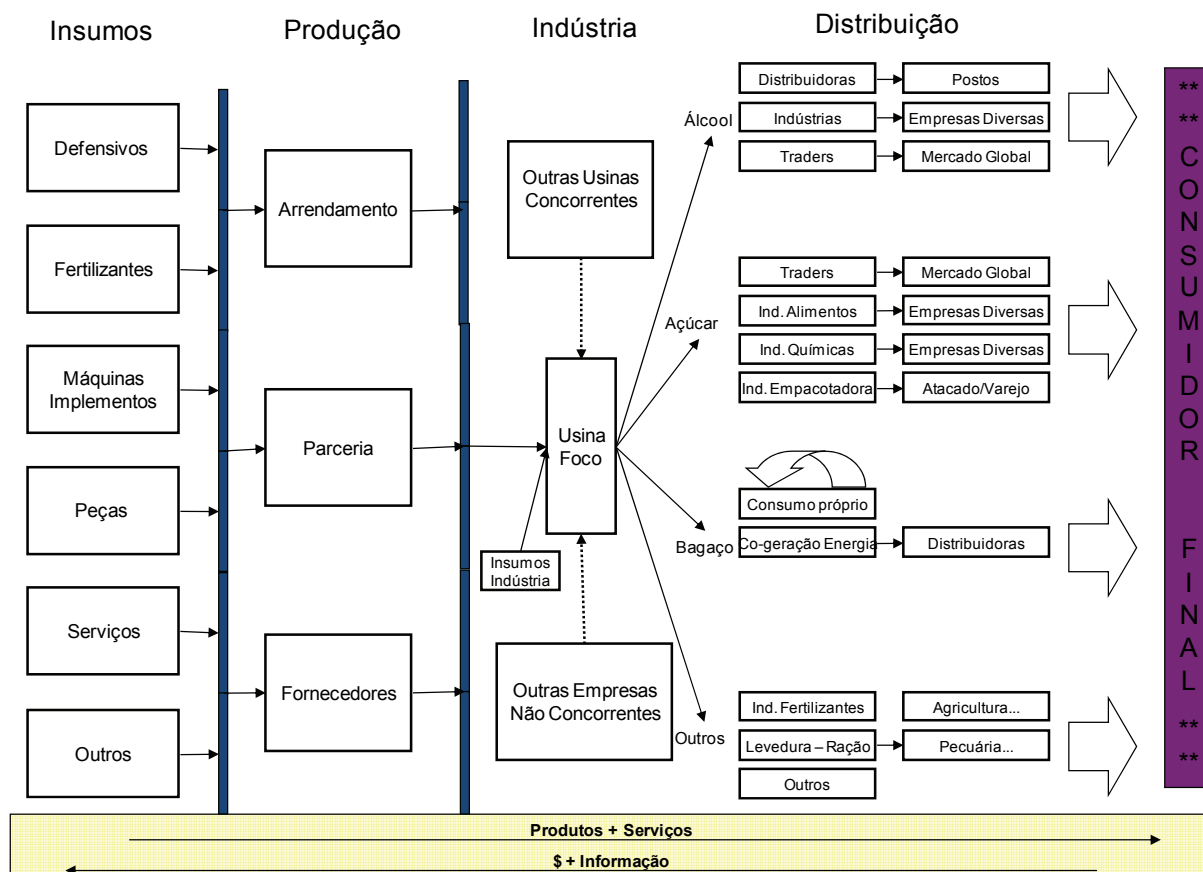 Insumos
Produção
Indústria
Distribuição
Defensivos
Fertilizantes
Máquinas
Implementos
Peças
Serviços
Outros
Arrendamento
Parceria
Fornecedores
Outras Usinas
Concorrentes
Usina
Foco
Insumos
Indústria
Outras Empresas
Não Concorrentes
Álcool
Distribuidoras
Postos
Indústrias
Empresas Diversas
Traders
Mercado Global
Açúcar
Traders
Mercado Global
Ind. Alimentos
Empresas Diversas
Ind. Químicas
Empresas Diversas
Ind. Empacotadora
Atacado/Varejo
Bagaço
Consumo próprio
Co-geração Energia
Distribuidoras
Outros
Ind. Fertilizantes
Agricultura...
Levedura – Ração
Pecuária...
Outros
** ** CONSUMIDOR FINAL ** **
Produtos + Serviços
$ + Informação